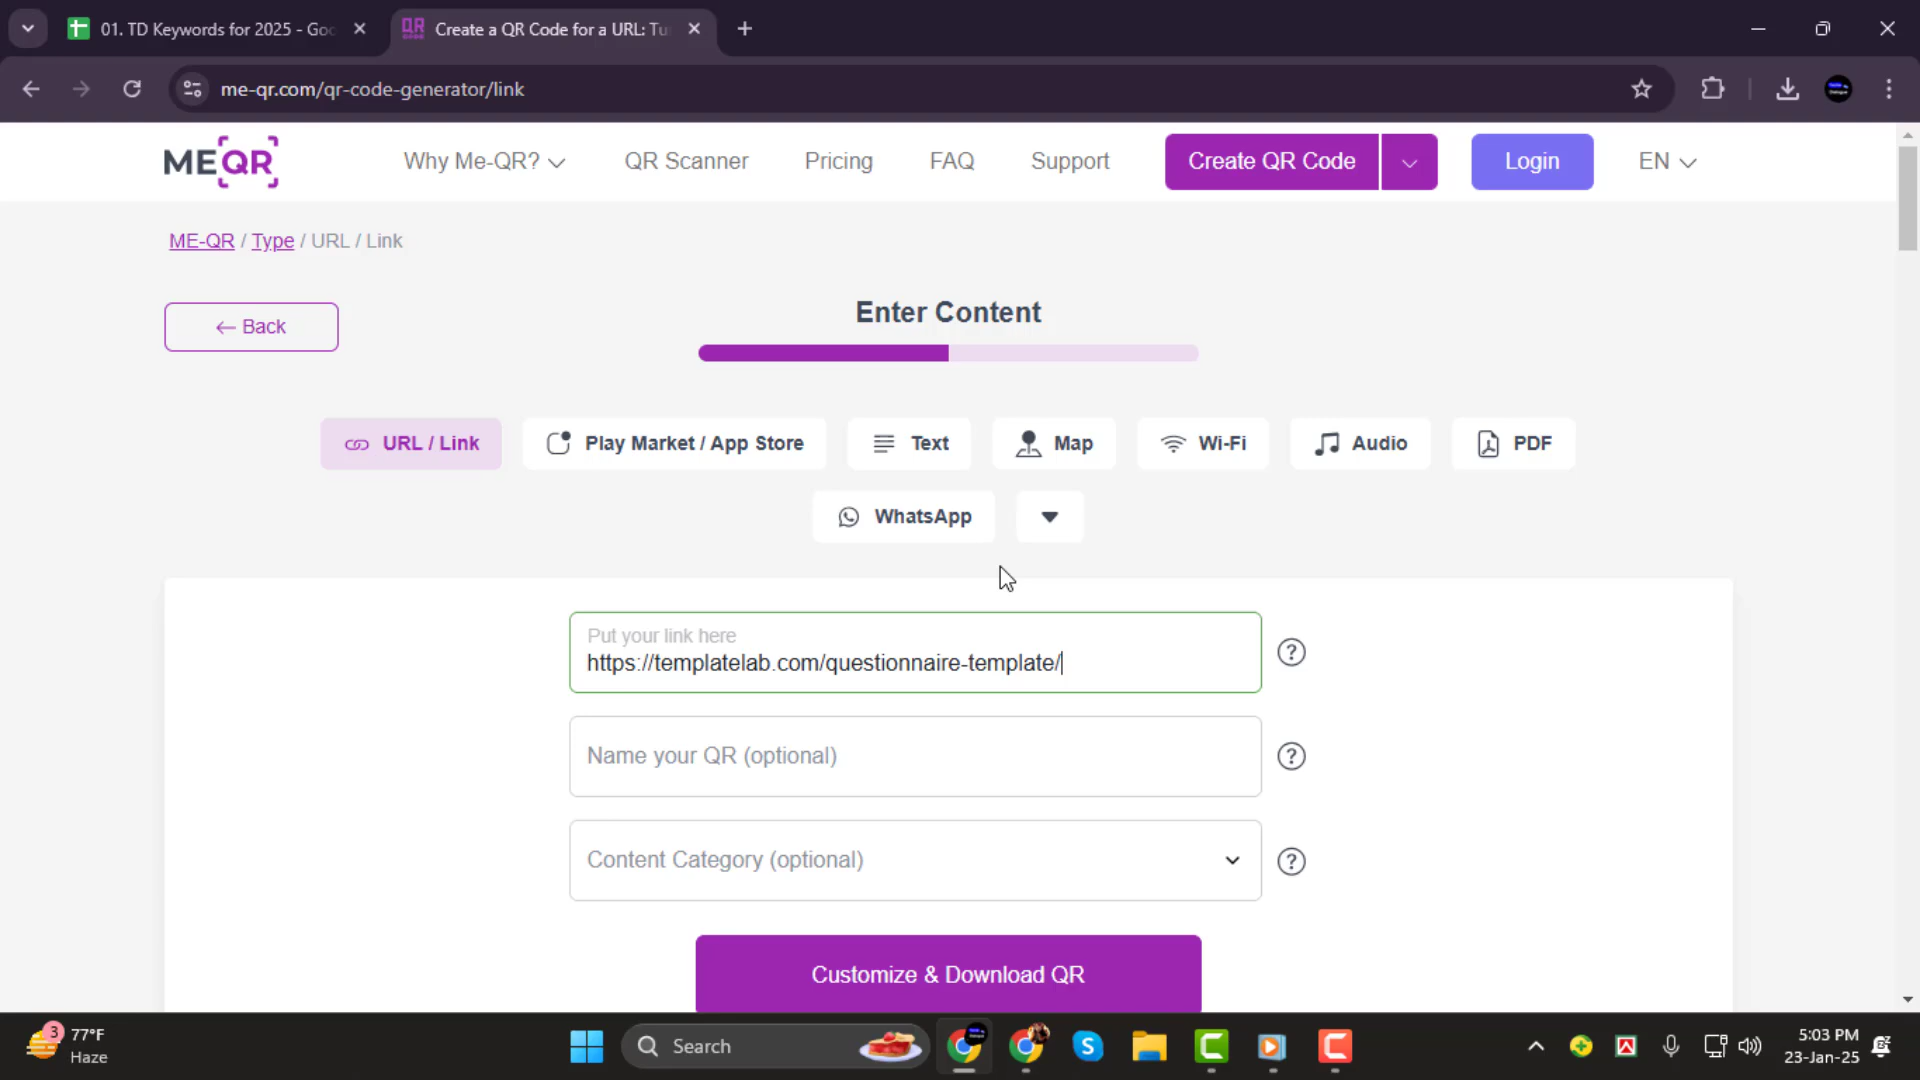 01. TD Keywords for 2025 - Goo
Create a QR Code for a URL: Tu
me-qr.com/qr-code-generator/link
MEQR
Why Me-QR?
QR Scanner
Pricing
FAQ
Support
Create QR Code
Login
EN
ME-QR / Type / URL / Link
← Back
Enter Content
URL / Link
Play Market / App Store
Text
Map
Wi-Fi
Audio
PDF
WhatsApp
Put your link here
https://templatelab.com/questionnaire-template/
Name your QR (optional)
Content Category (optional)
Customize & Download QR
3
77°F
Haze
Search
5:03 PM
23-Jan-25